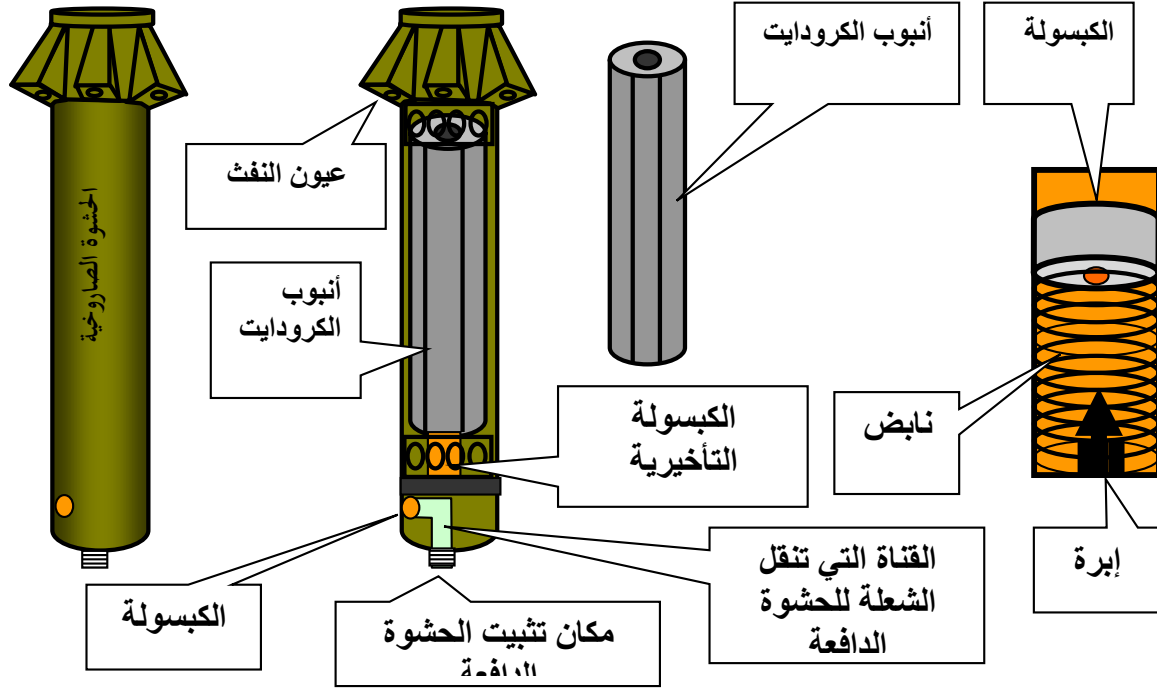 أنبوب الكرودايت
الكبسولة
عيون النفث
الحشوة الصاروخية
أنبوب
الكرودايت
الكبسولة
التأخيرية
نابض
القناة التي تنقل
الشعلة للحشوة
الدافعة
إبرة
الكبسولة
مكان تثبيت الحشوة
الدافعة